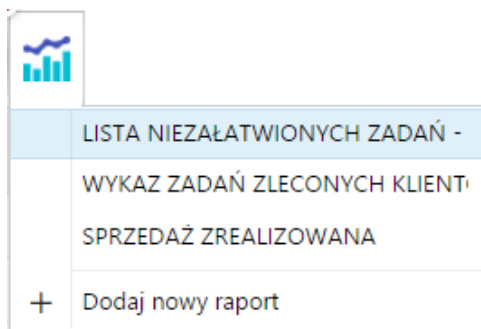 LISTA NIEZAŁATWIONYCH ZADAŃ -
WYKAZ ZADAŃ ZLECONYCH KLIENT
SPRZEDAŻ ZREALIZOWANA
+ Dodaj nowy raport